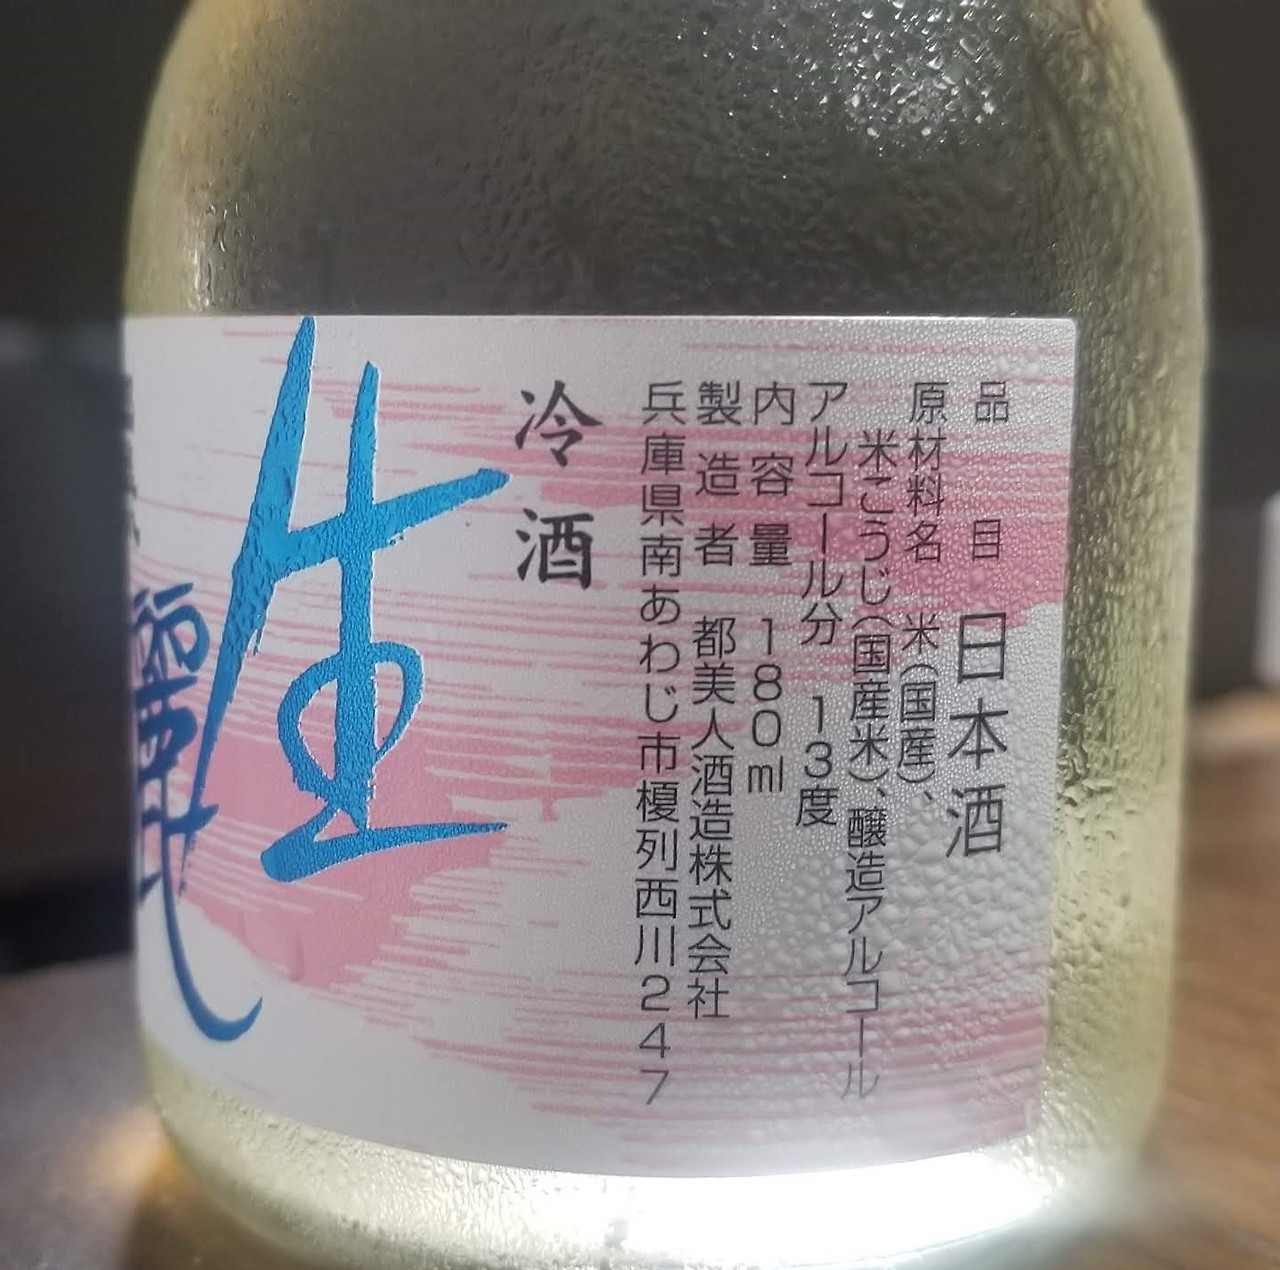 品目 日本酒
原材料名 米(国産)、
米こうじ(国産米)、醸造アルコール
アルコール分 13度
内容量 180ml
製造者 都美人酒造株式会社
兵庫県南あわじ市榎列西川247
冷酒
生
麗